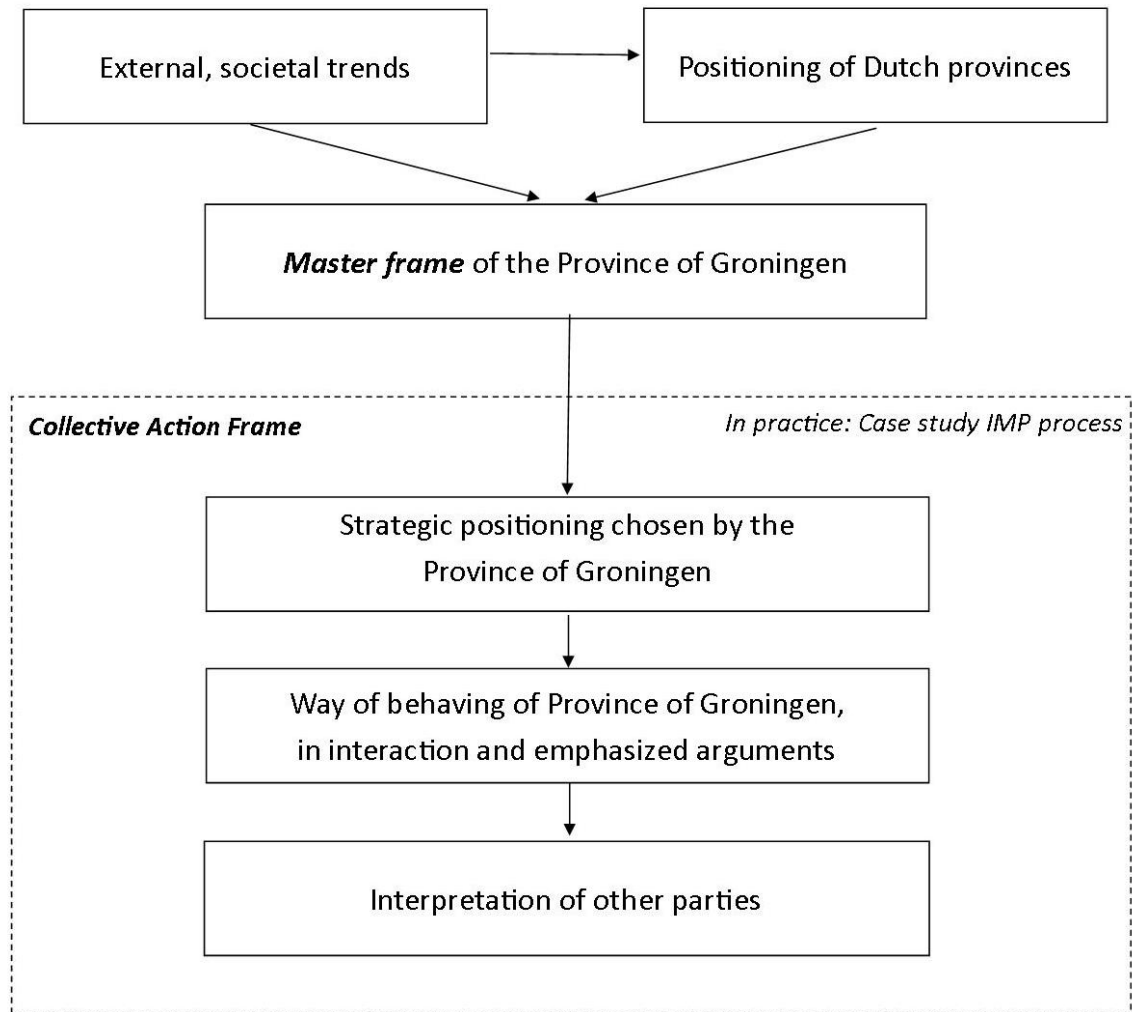 External, societal trends
Positioning of Dutch provinces
Master frame of the Province of Groningen
Collective Action Frame
In practice: Case study IMP process
Strategic positioning chosen by the
Province of Groningen
Way of behaving of Province of Groningen,
in interaction and emphasized arguments
Interpretation of other parties